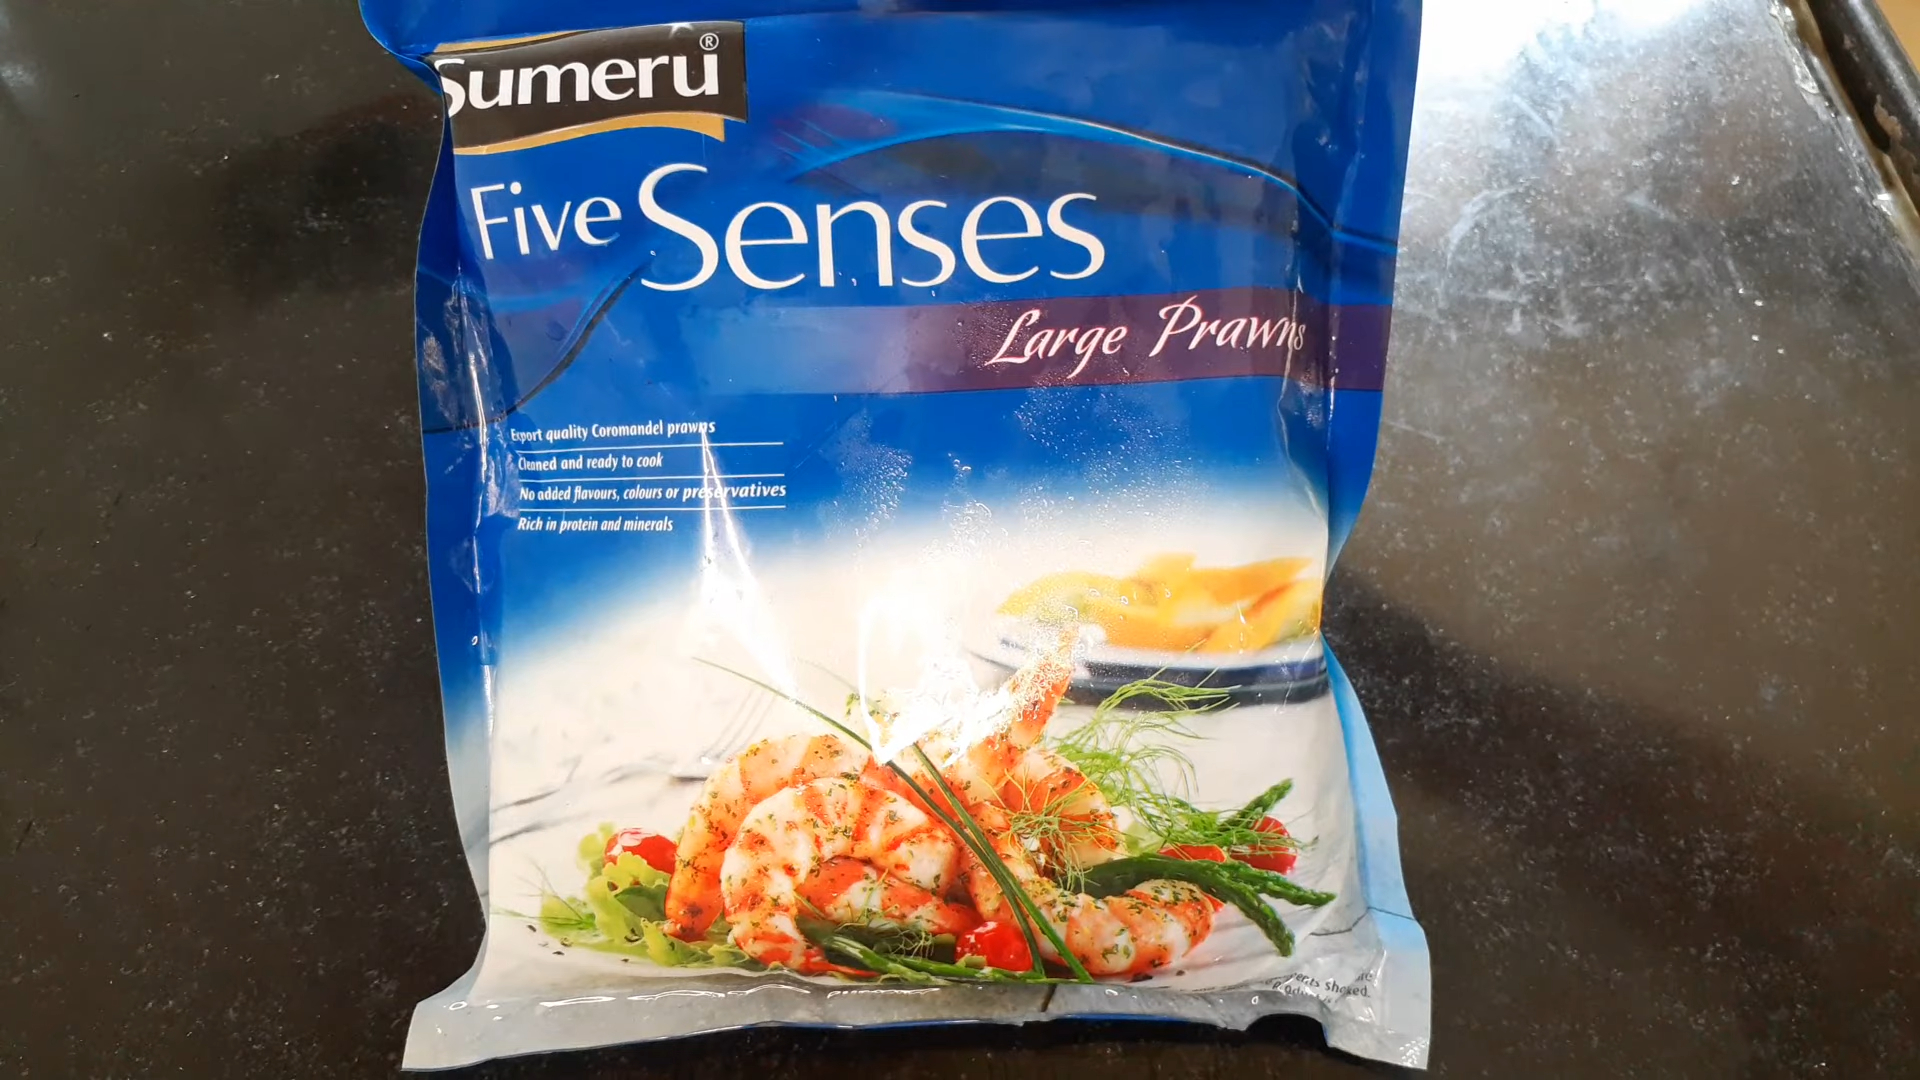 Sumeru®
Five Senses
Large Prawns
Export quality Coromandel prawns
Cleaned and ready to cook
No added flavours, colours or preservatives
Rich in protein and minerals